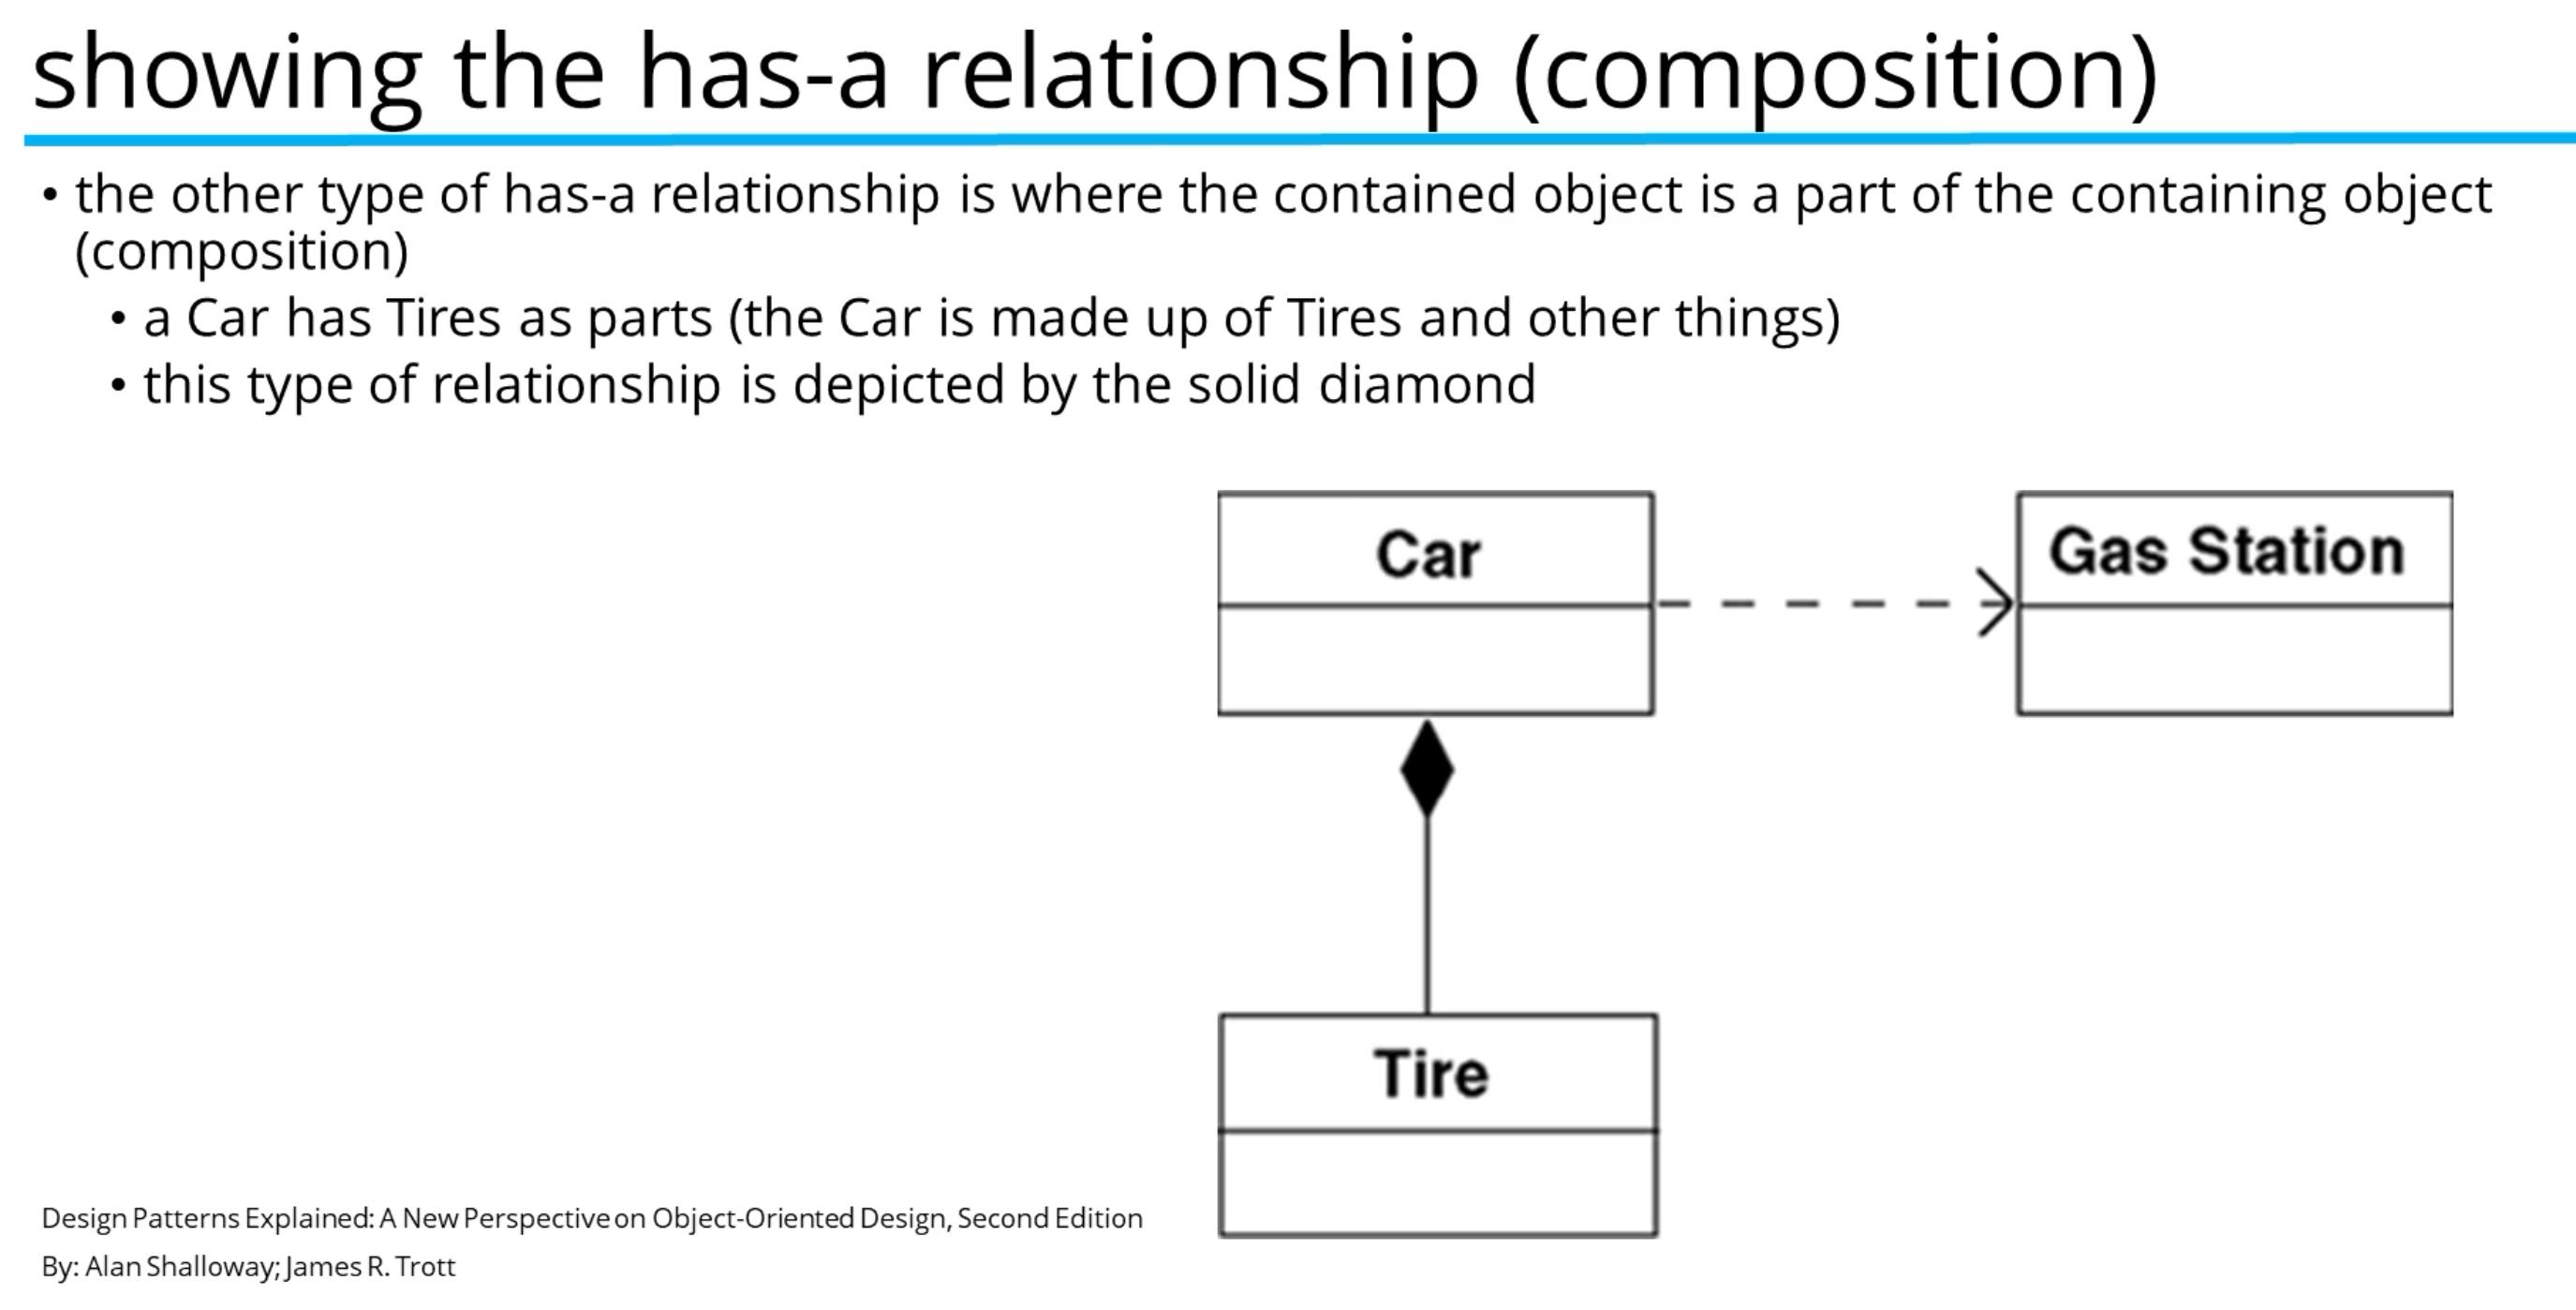 showing the has-a relationship (composition)
• the other type of has-a relationship is where the contained object is a part of the containing object
(composition)
• a Car has Tires as parts (the Car is made up of Tires and other things)
• this type of relationship is depicted by the solid diamond
Car
Gas Station
Tire
Design Patterns Explained: A New Perspective on Object-Oriented Design, Second Edition
By: Alan Shalloway; James R. Trott